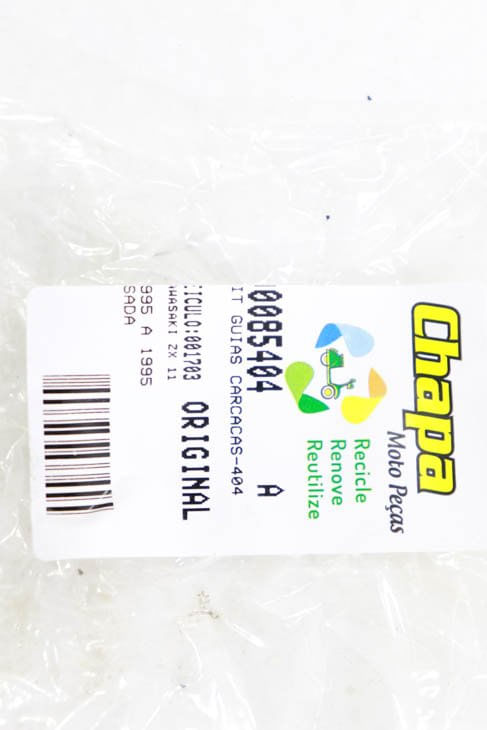 Chapa
Moto Peças
Recicle
Renove
Reutilize
0085404 A
IT GUIAS CARCACAS-404
ORIGINAL
ICULO:001703
WASAKI ZX 11
995 A 1995
SADA